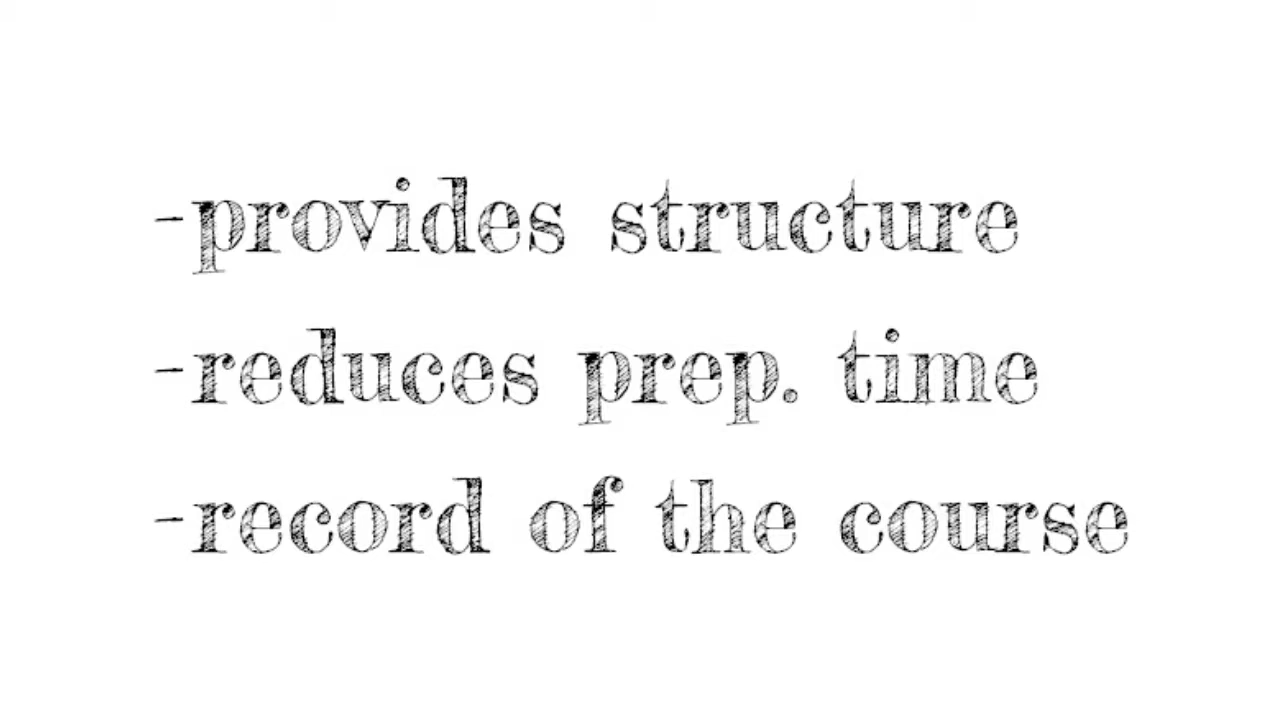 -provides structure
-reduces prep. time
-record of the course